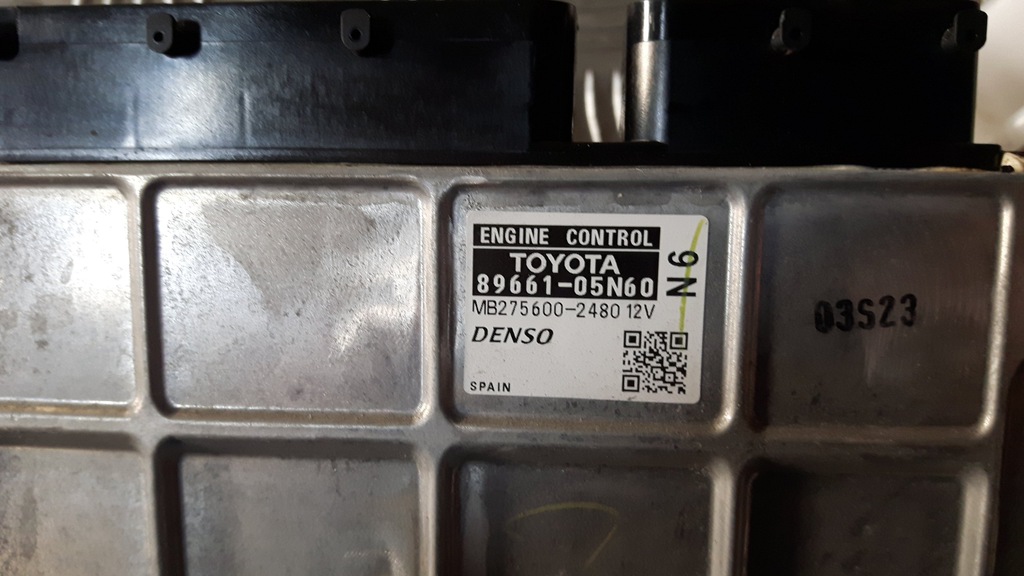 ENGINE CONTROL
TOYOTA
89661-05N60
N6
MB275600-2480 12V
DENSO
SPAIN
03S23